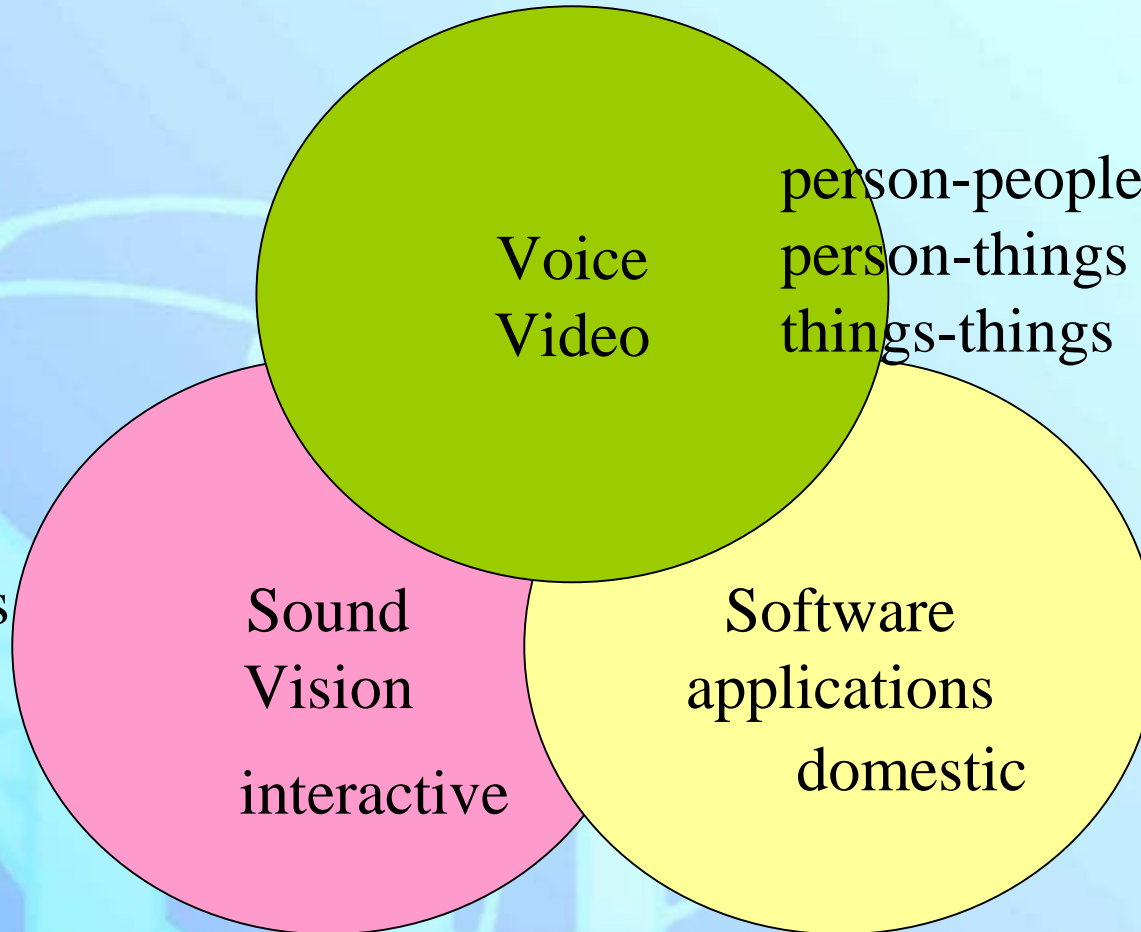 Voice
Video
person-people
person-things
things-things
s
Sound
Vision
interactive
Software
applications
domestic